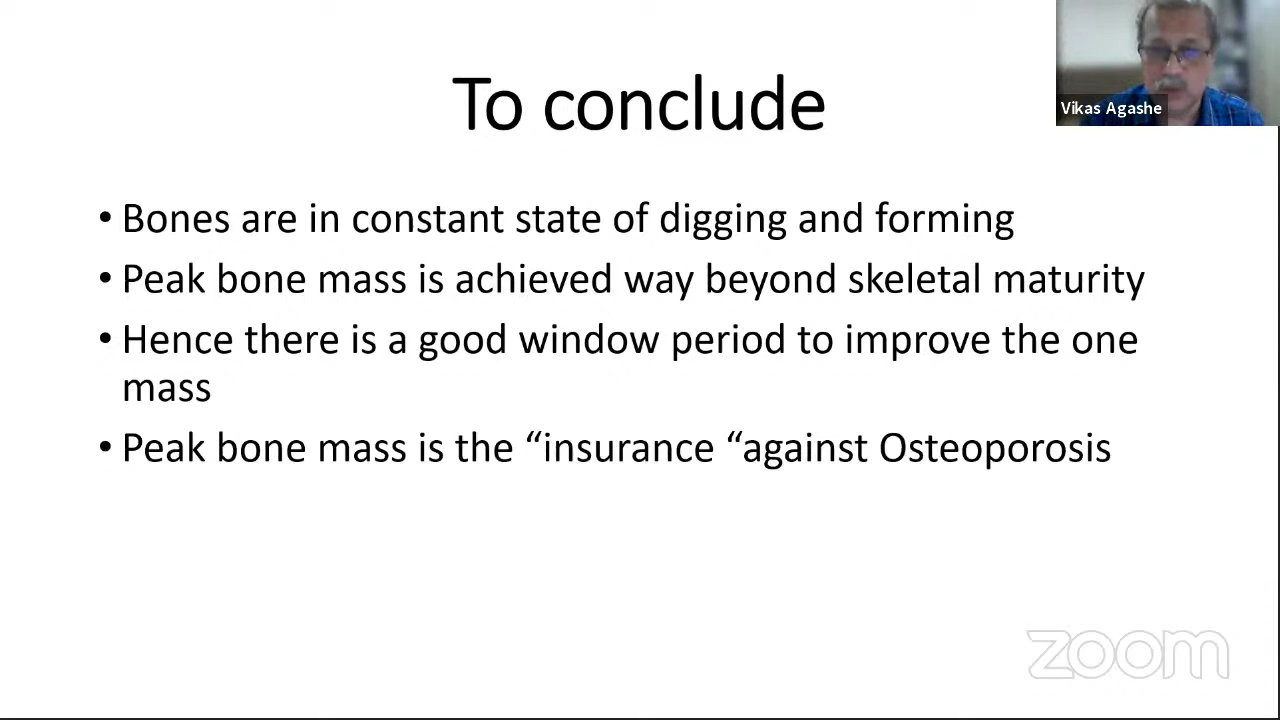 To conclude
Vikas Agashe
• Bones are in constant state of digging and forming
• Peak bone mass is achieved way beyond skeletal maturity
• Hence there is a good window period to improve the one
mass
• Peak bone mass is the “insurance “against Osteoporosis
zoom